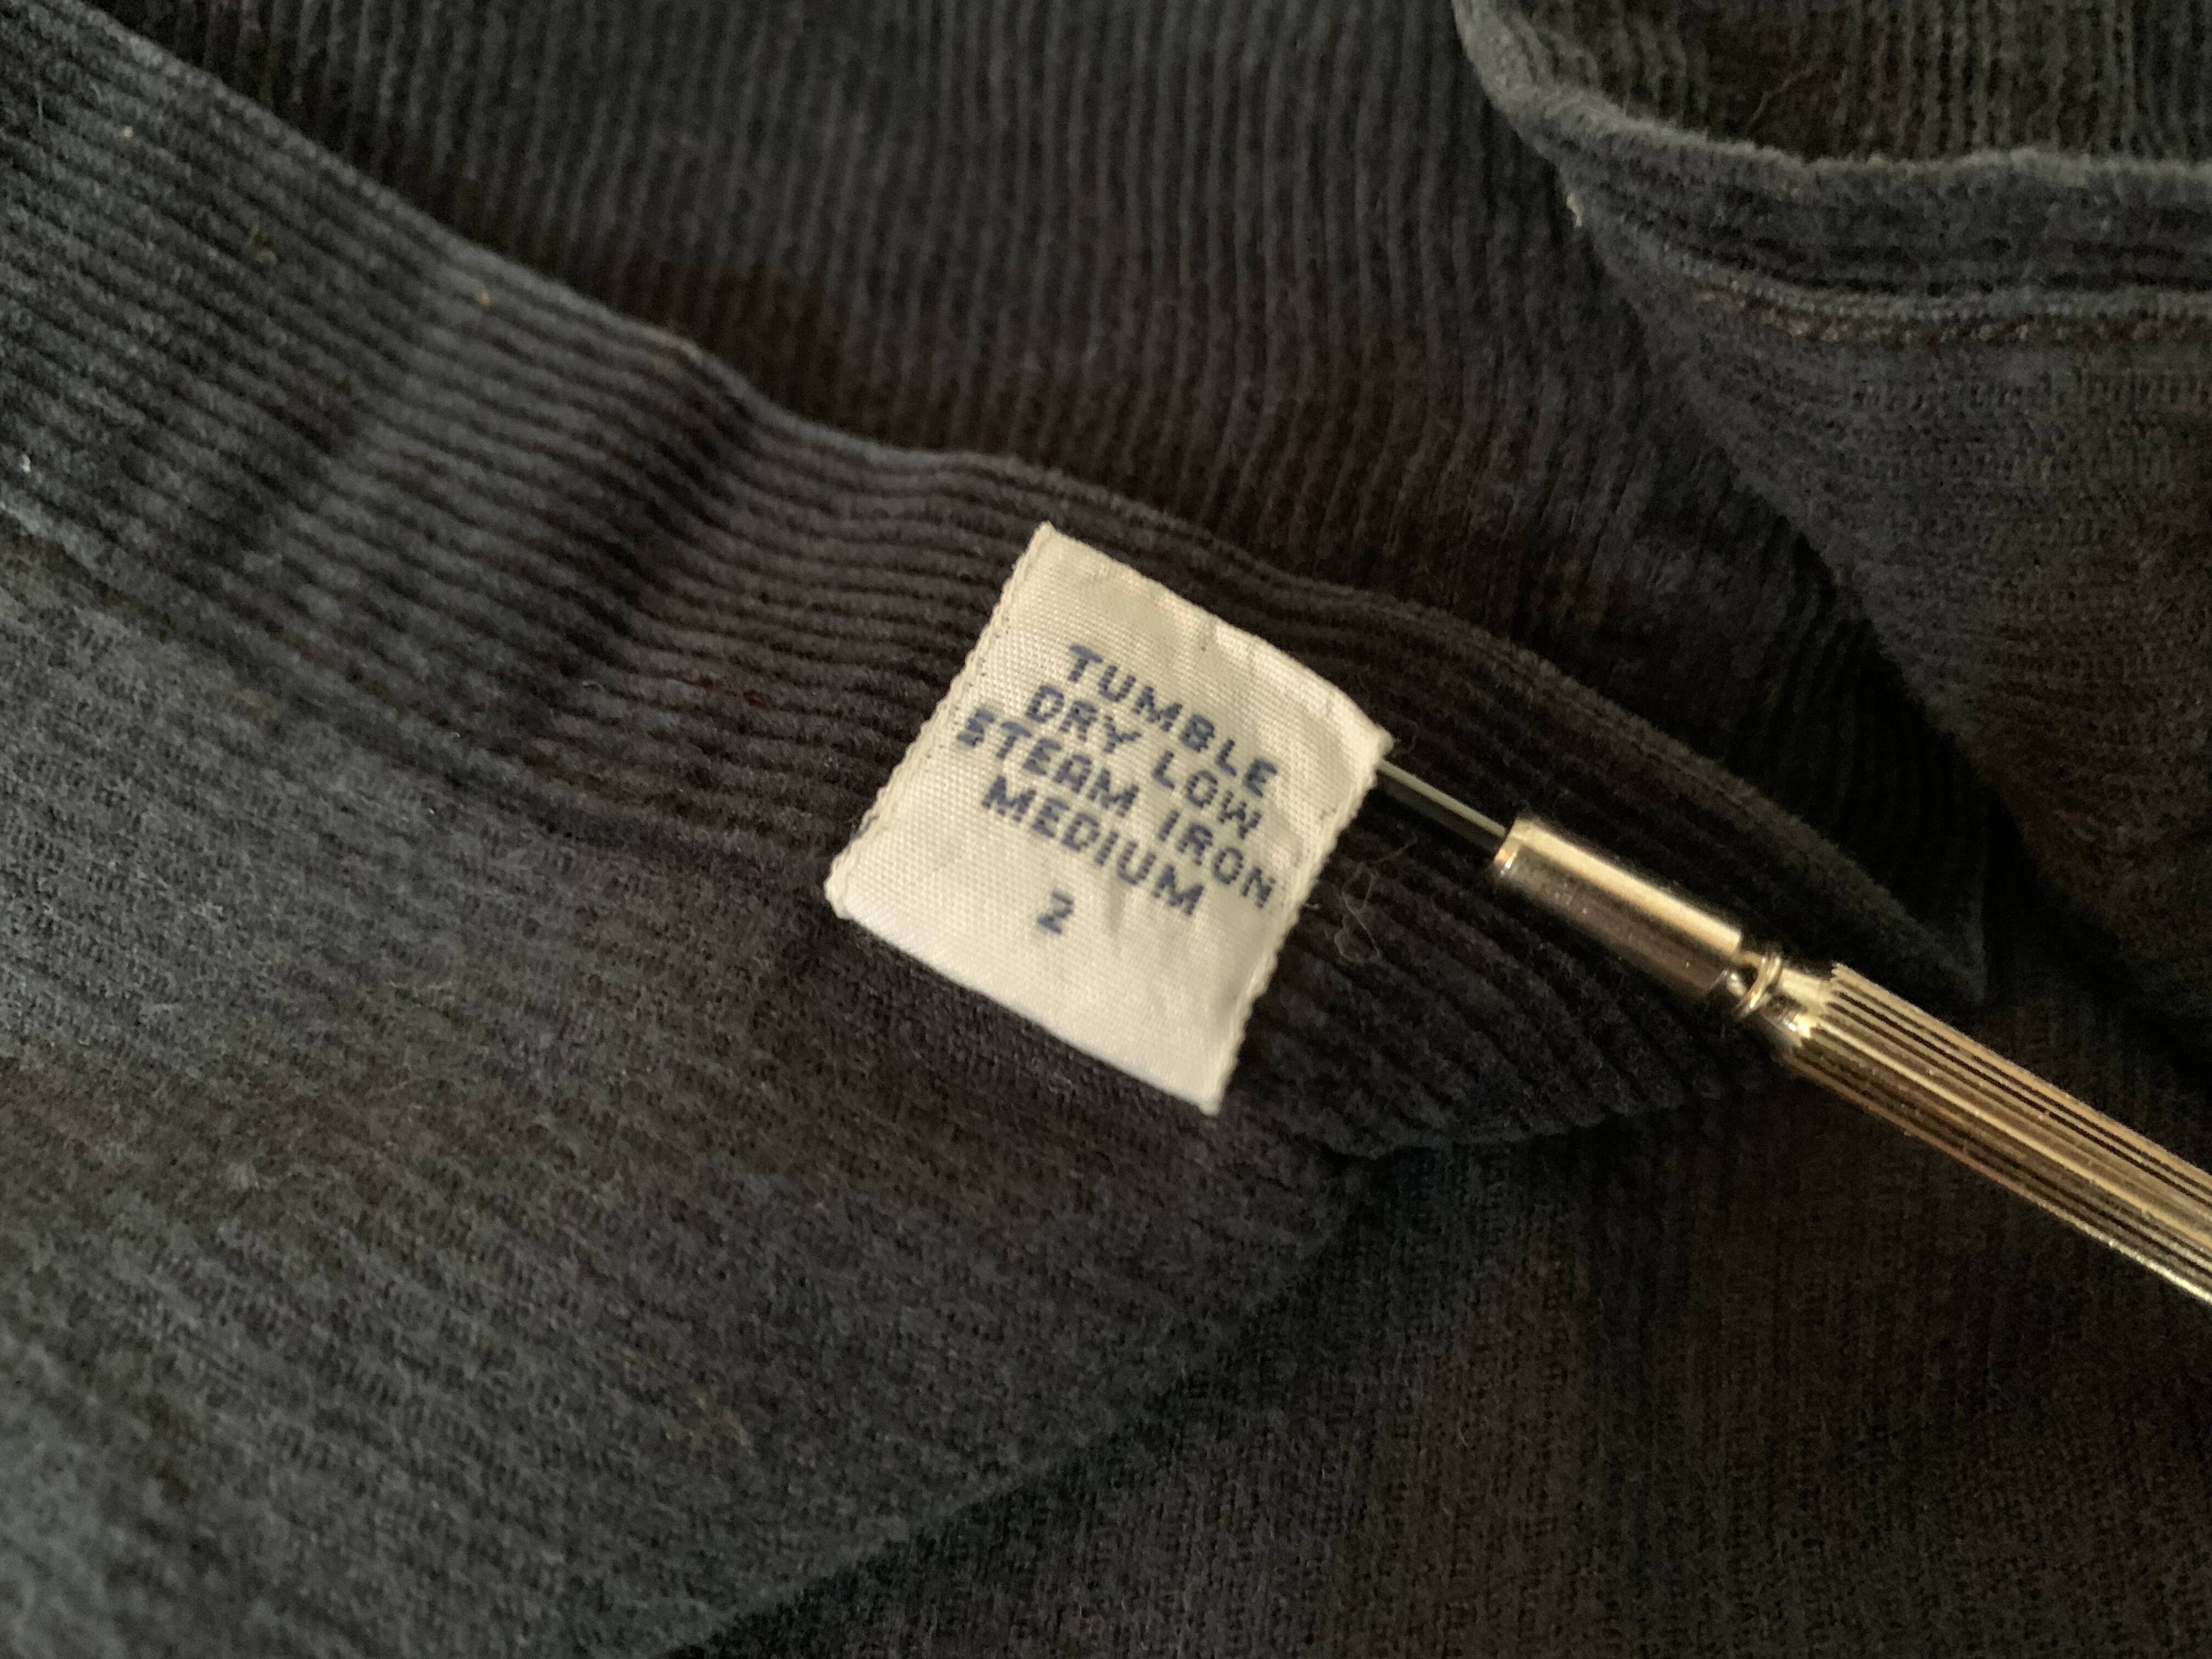 TUMBLE
DRY LOW
STEAM IRON
MEDIUM
2